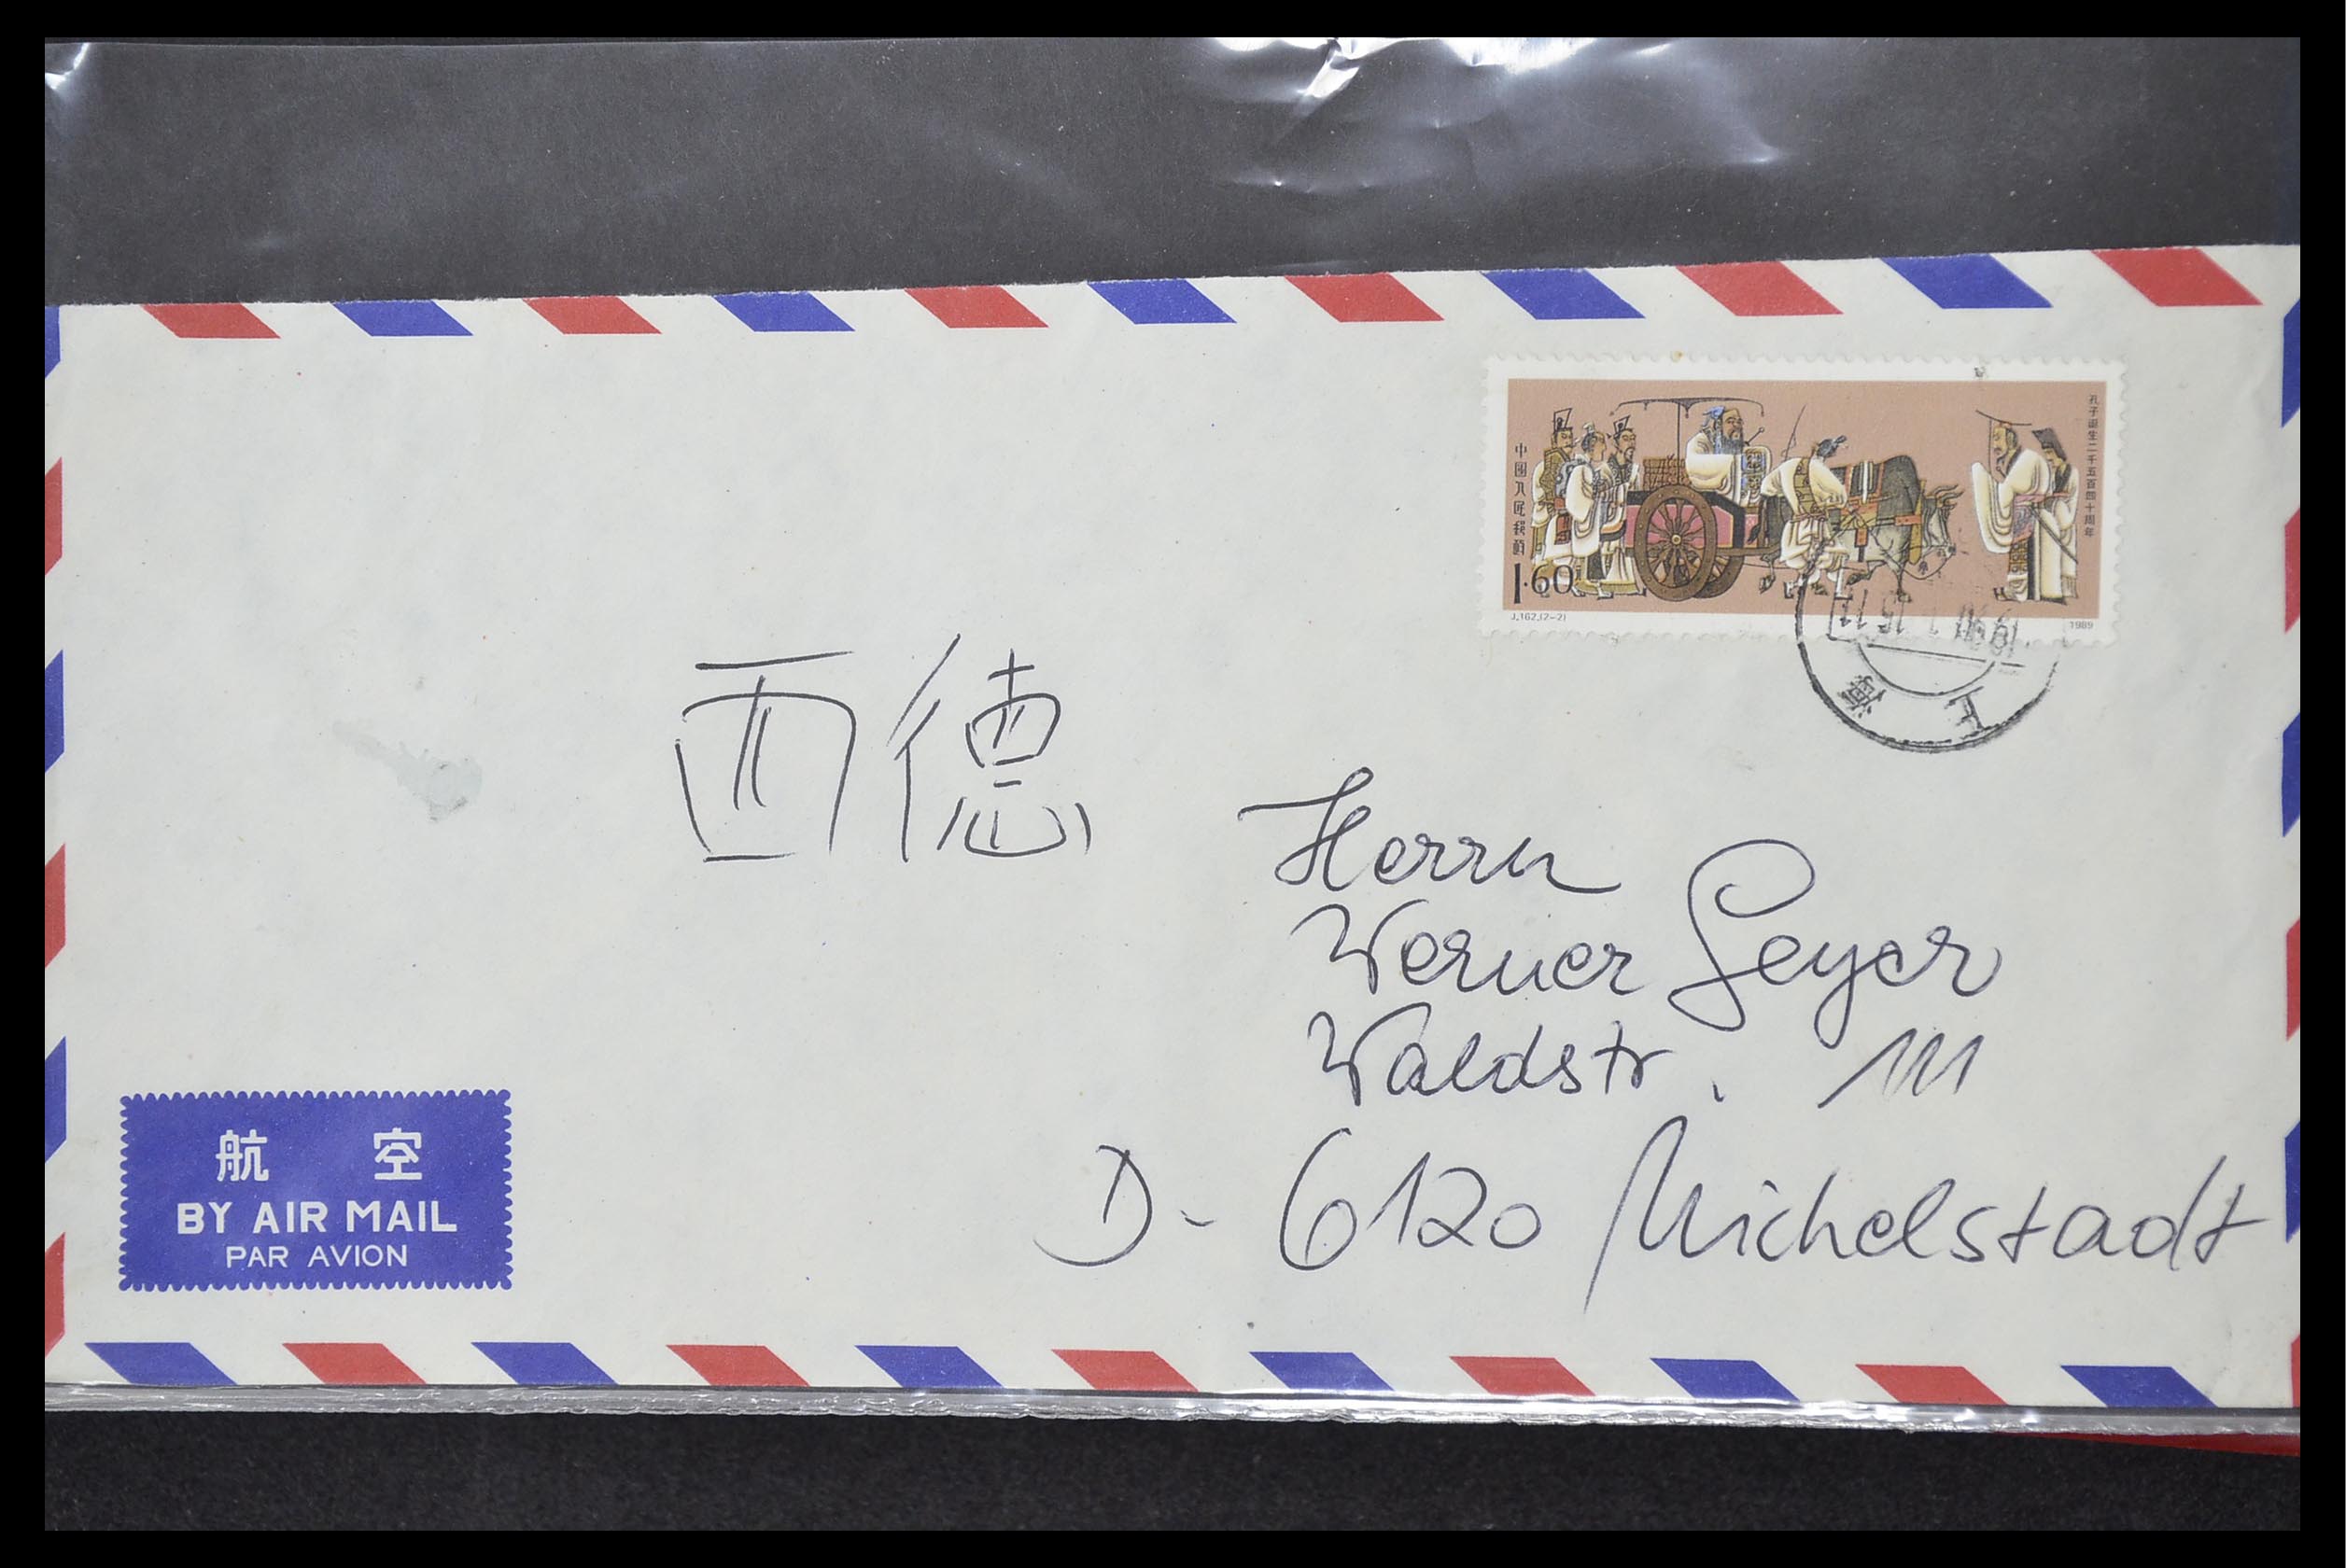 孔子诞生二千五百四十周年
中国人民邮政
1.60
J.162.(2-2)
1989
上海
西德
Herrn
Werner Geyer
Waldstr. 111
D- 6120 Michelstadt
航空
BY AIR MAIL
PAR AVION